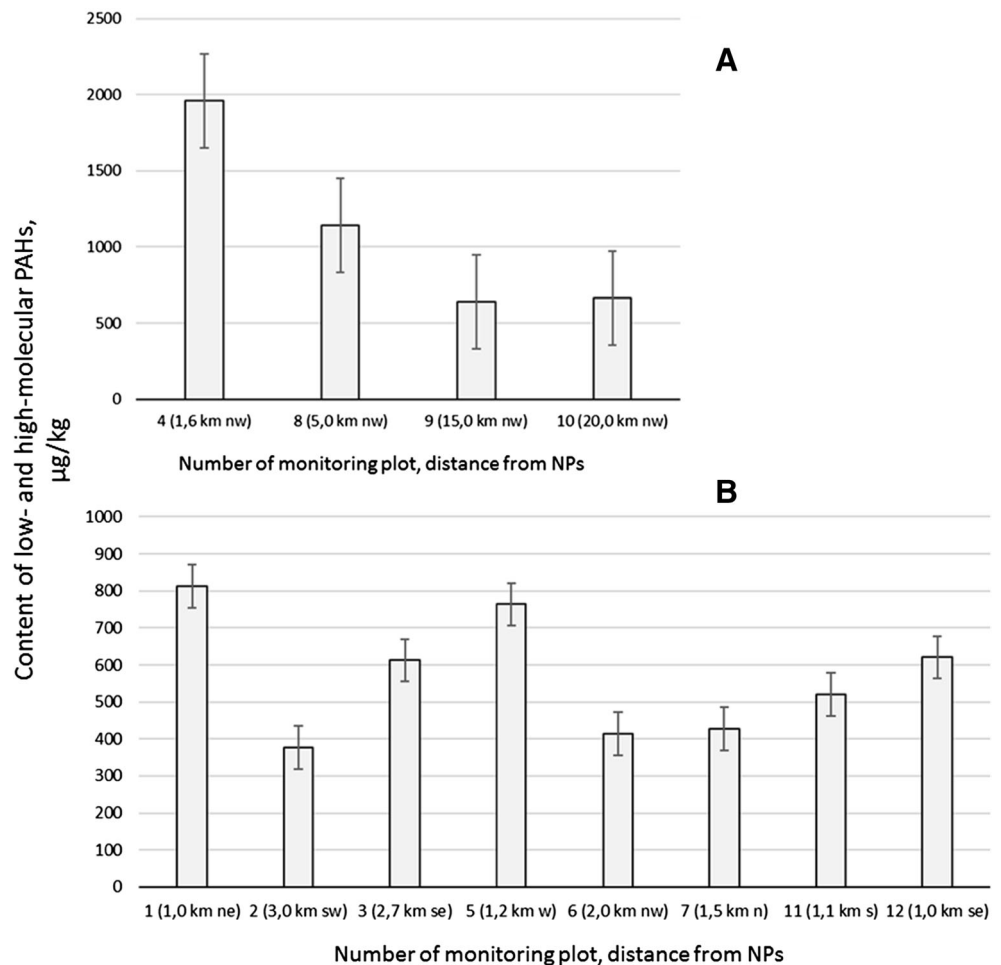 Content of low- and high-molecular PAHs,
µg/kg
A
2500
2000
1500
1000
500
0
4 (1,6 km nw) 8 (5,0 km nw) 9 (15,0 km nw) 10 (20,0 km nw)
Number of monitoring plot, distance from NPs
B
1000
900
800
700
600
500
400
300
200
100
0
1 (1,0 km ne) 2 (3,0 km sw) 3 (2,7 km se) 5 (1,2 km w) 6 (2,0 km nw) 7 (1,5 km n) 11 (1,1 km s) 12 (1,0 km se)
Number of monitoring plot, distance from NPs